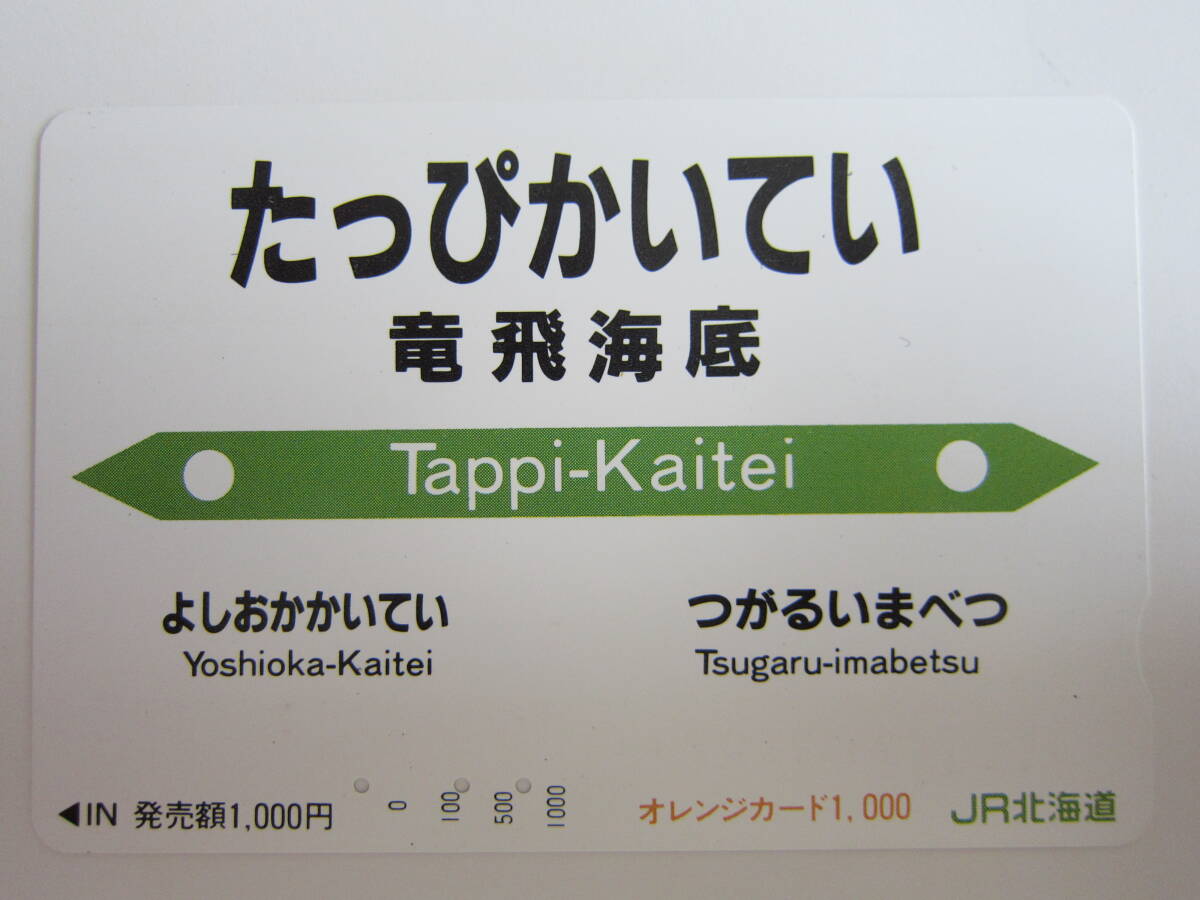 たっぴかいてい
竜飛海底
Tappi-Kaitei
よしおかかいてい つがるいまべつ
Yoshioka-Kaitei Tsugaru-imabetsu
◀IN 発売額1,000円 0 100 500 1000 オレンジカード1,000 JR北海道